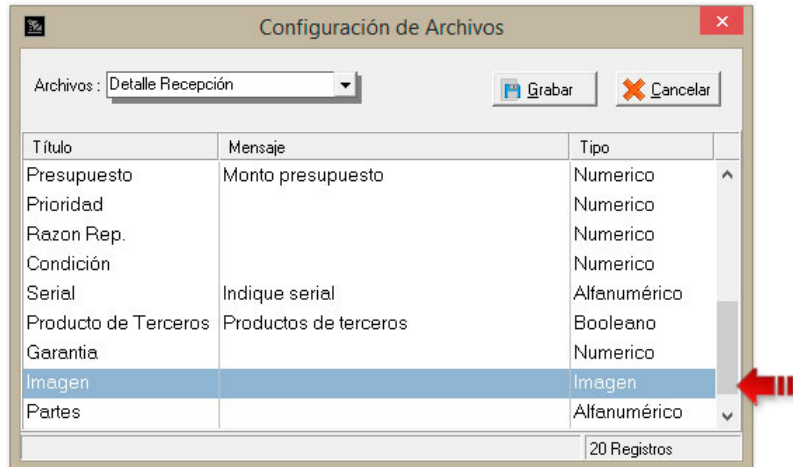 Configuración de Archivos
Archivos : Detalle Recepción Grabar Cancelar
Título Mensaje Tipo
Presupuesto Monto presupuesto Numerico
Prioridad Numerico
Razon Rep. Numerico
Condición Numerico
Serial Indique serial Alfanumérico
Producto de Terceros Productos de terceros Booleano
Garantia Numerico
Imagen Imagen
Partes Alfanumérico
20 Registros